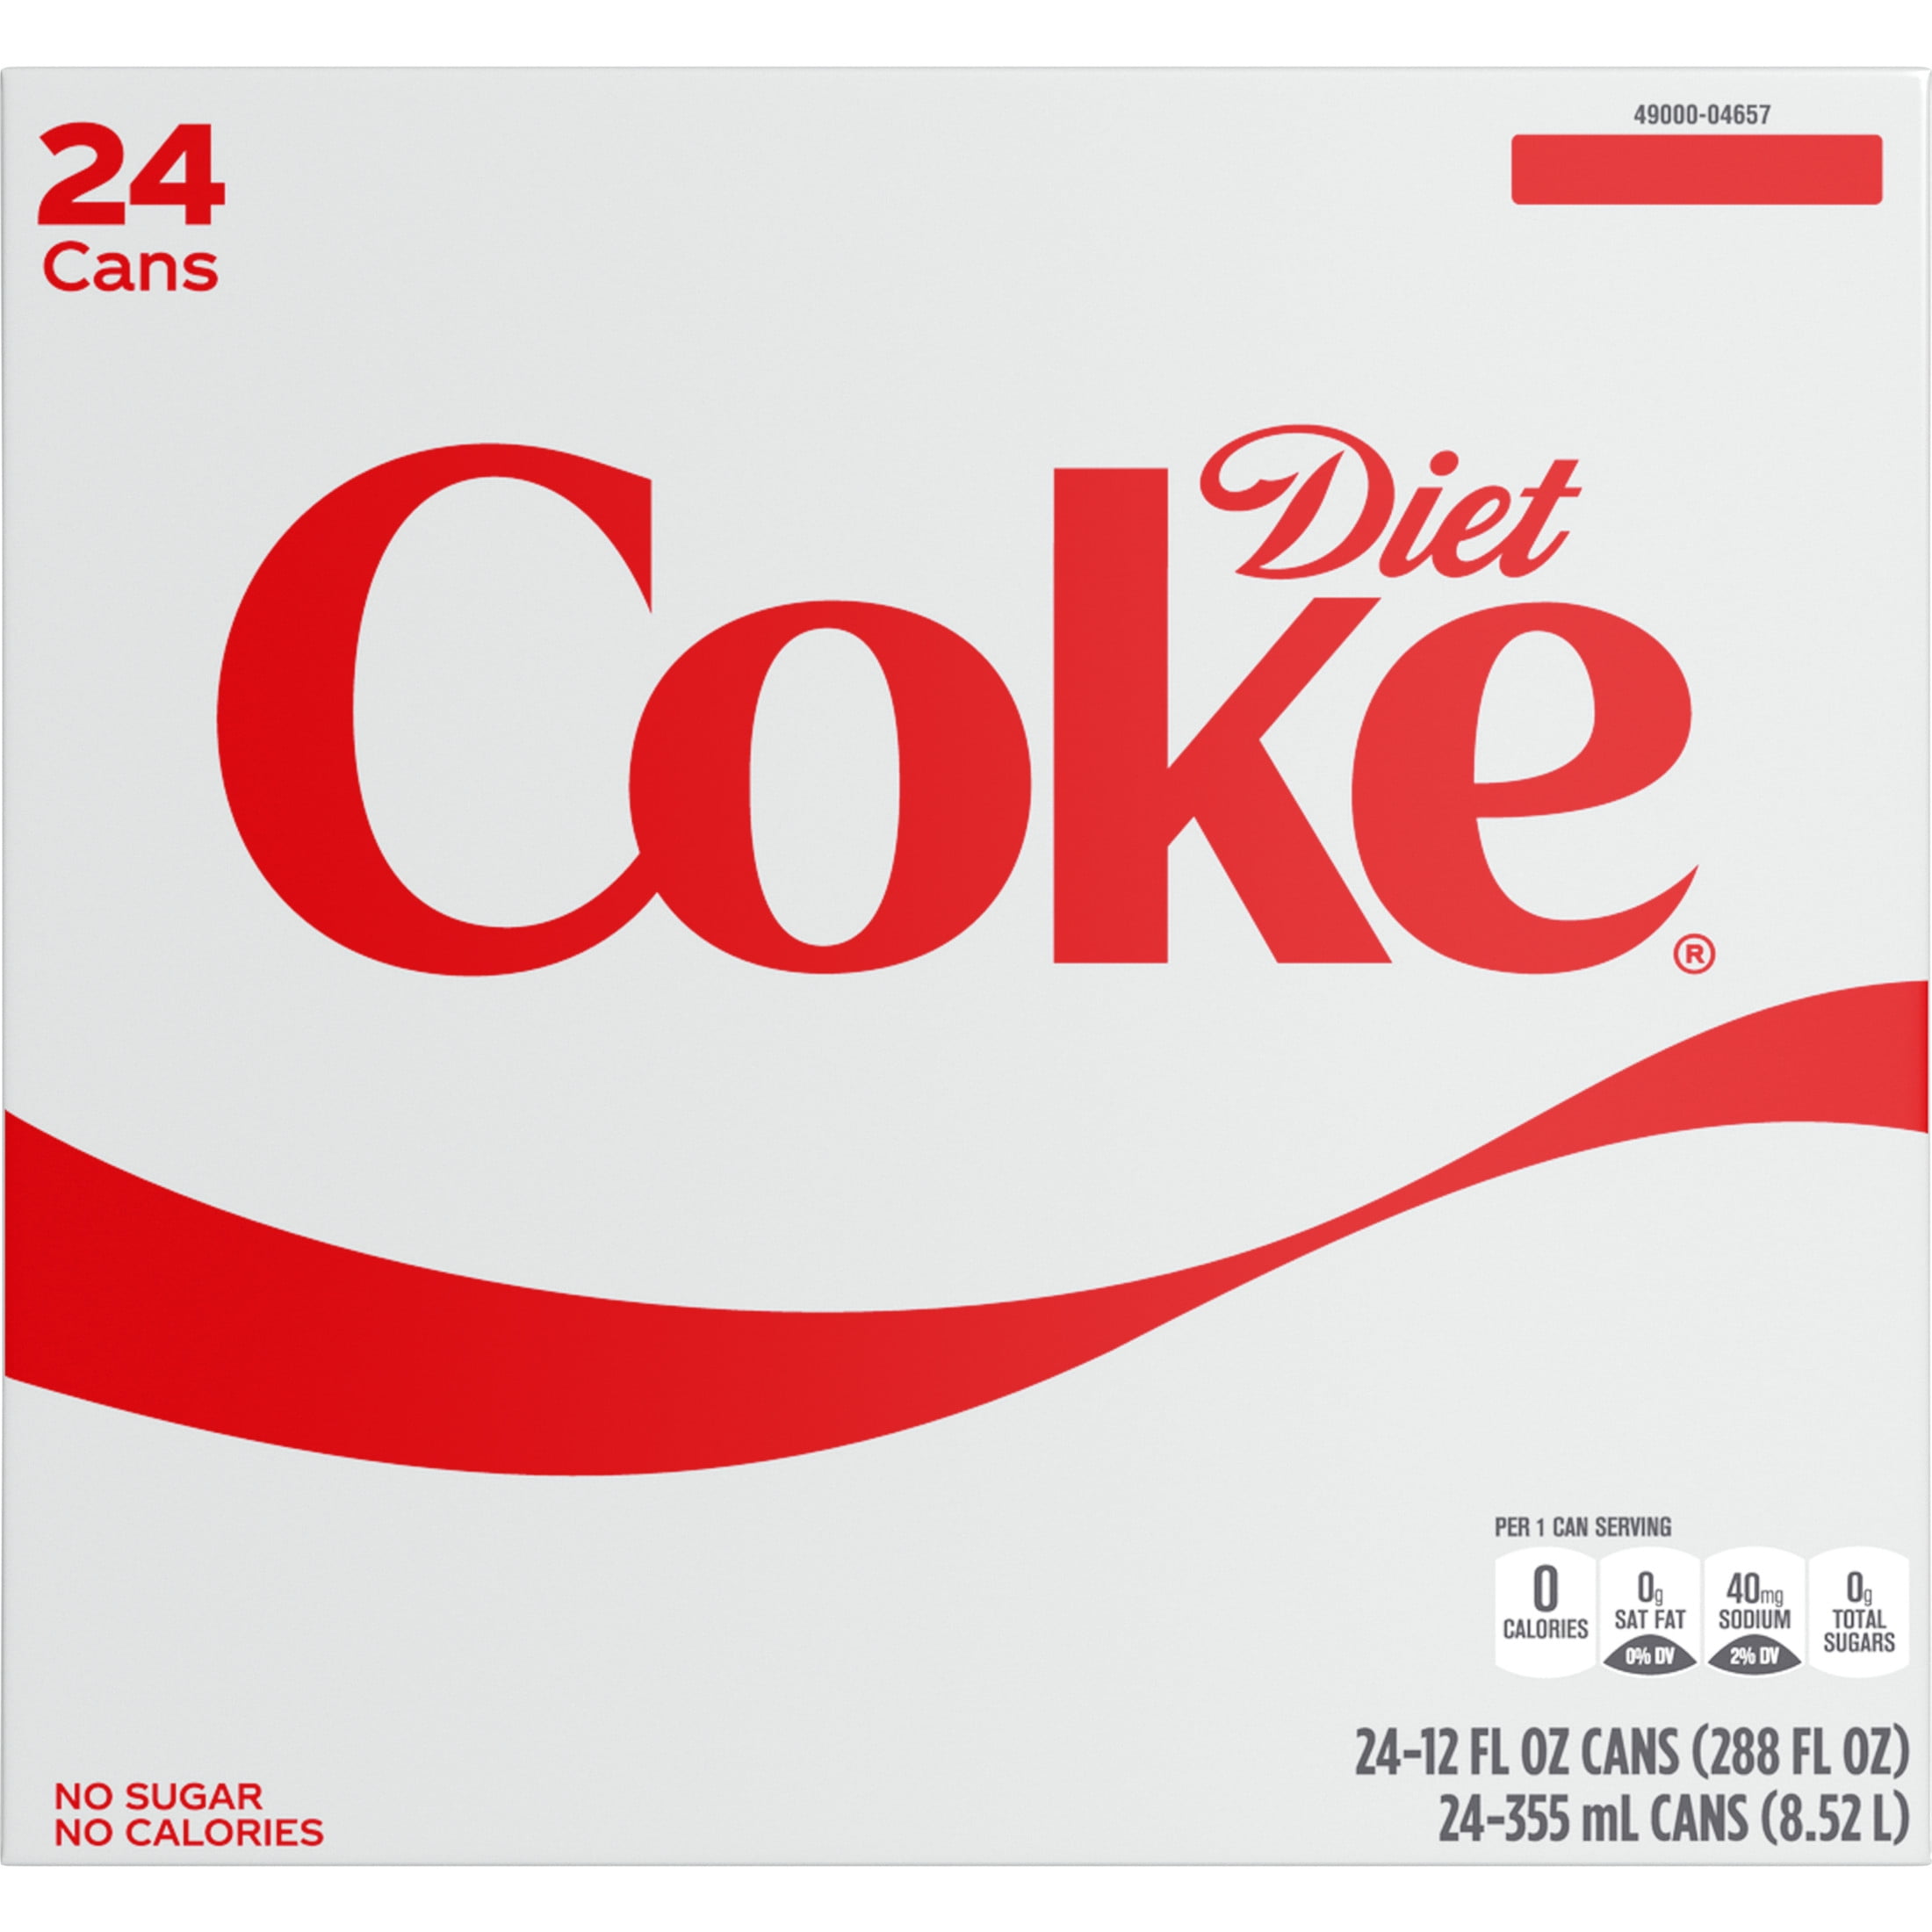 24
Cans
49000-04657
Diet
Coke
®
PER 1 CAN SERVING
0 CALORIES
0g SAT FAT 0% DV
40mg SODIUM 2% DV
0g TOTAL SUGARS
24-12 FL OZ CANS (288 FL OZ)
24-355 mL CANS (8.52 L)
NO SUGAR
NO CALORIES